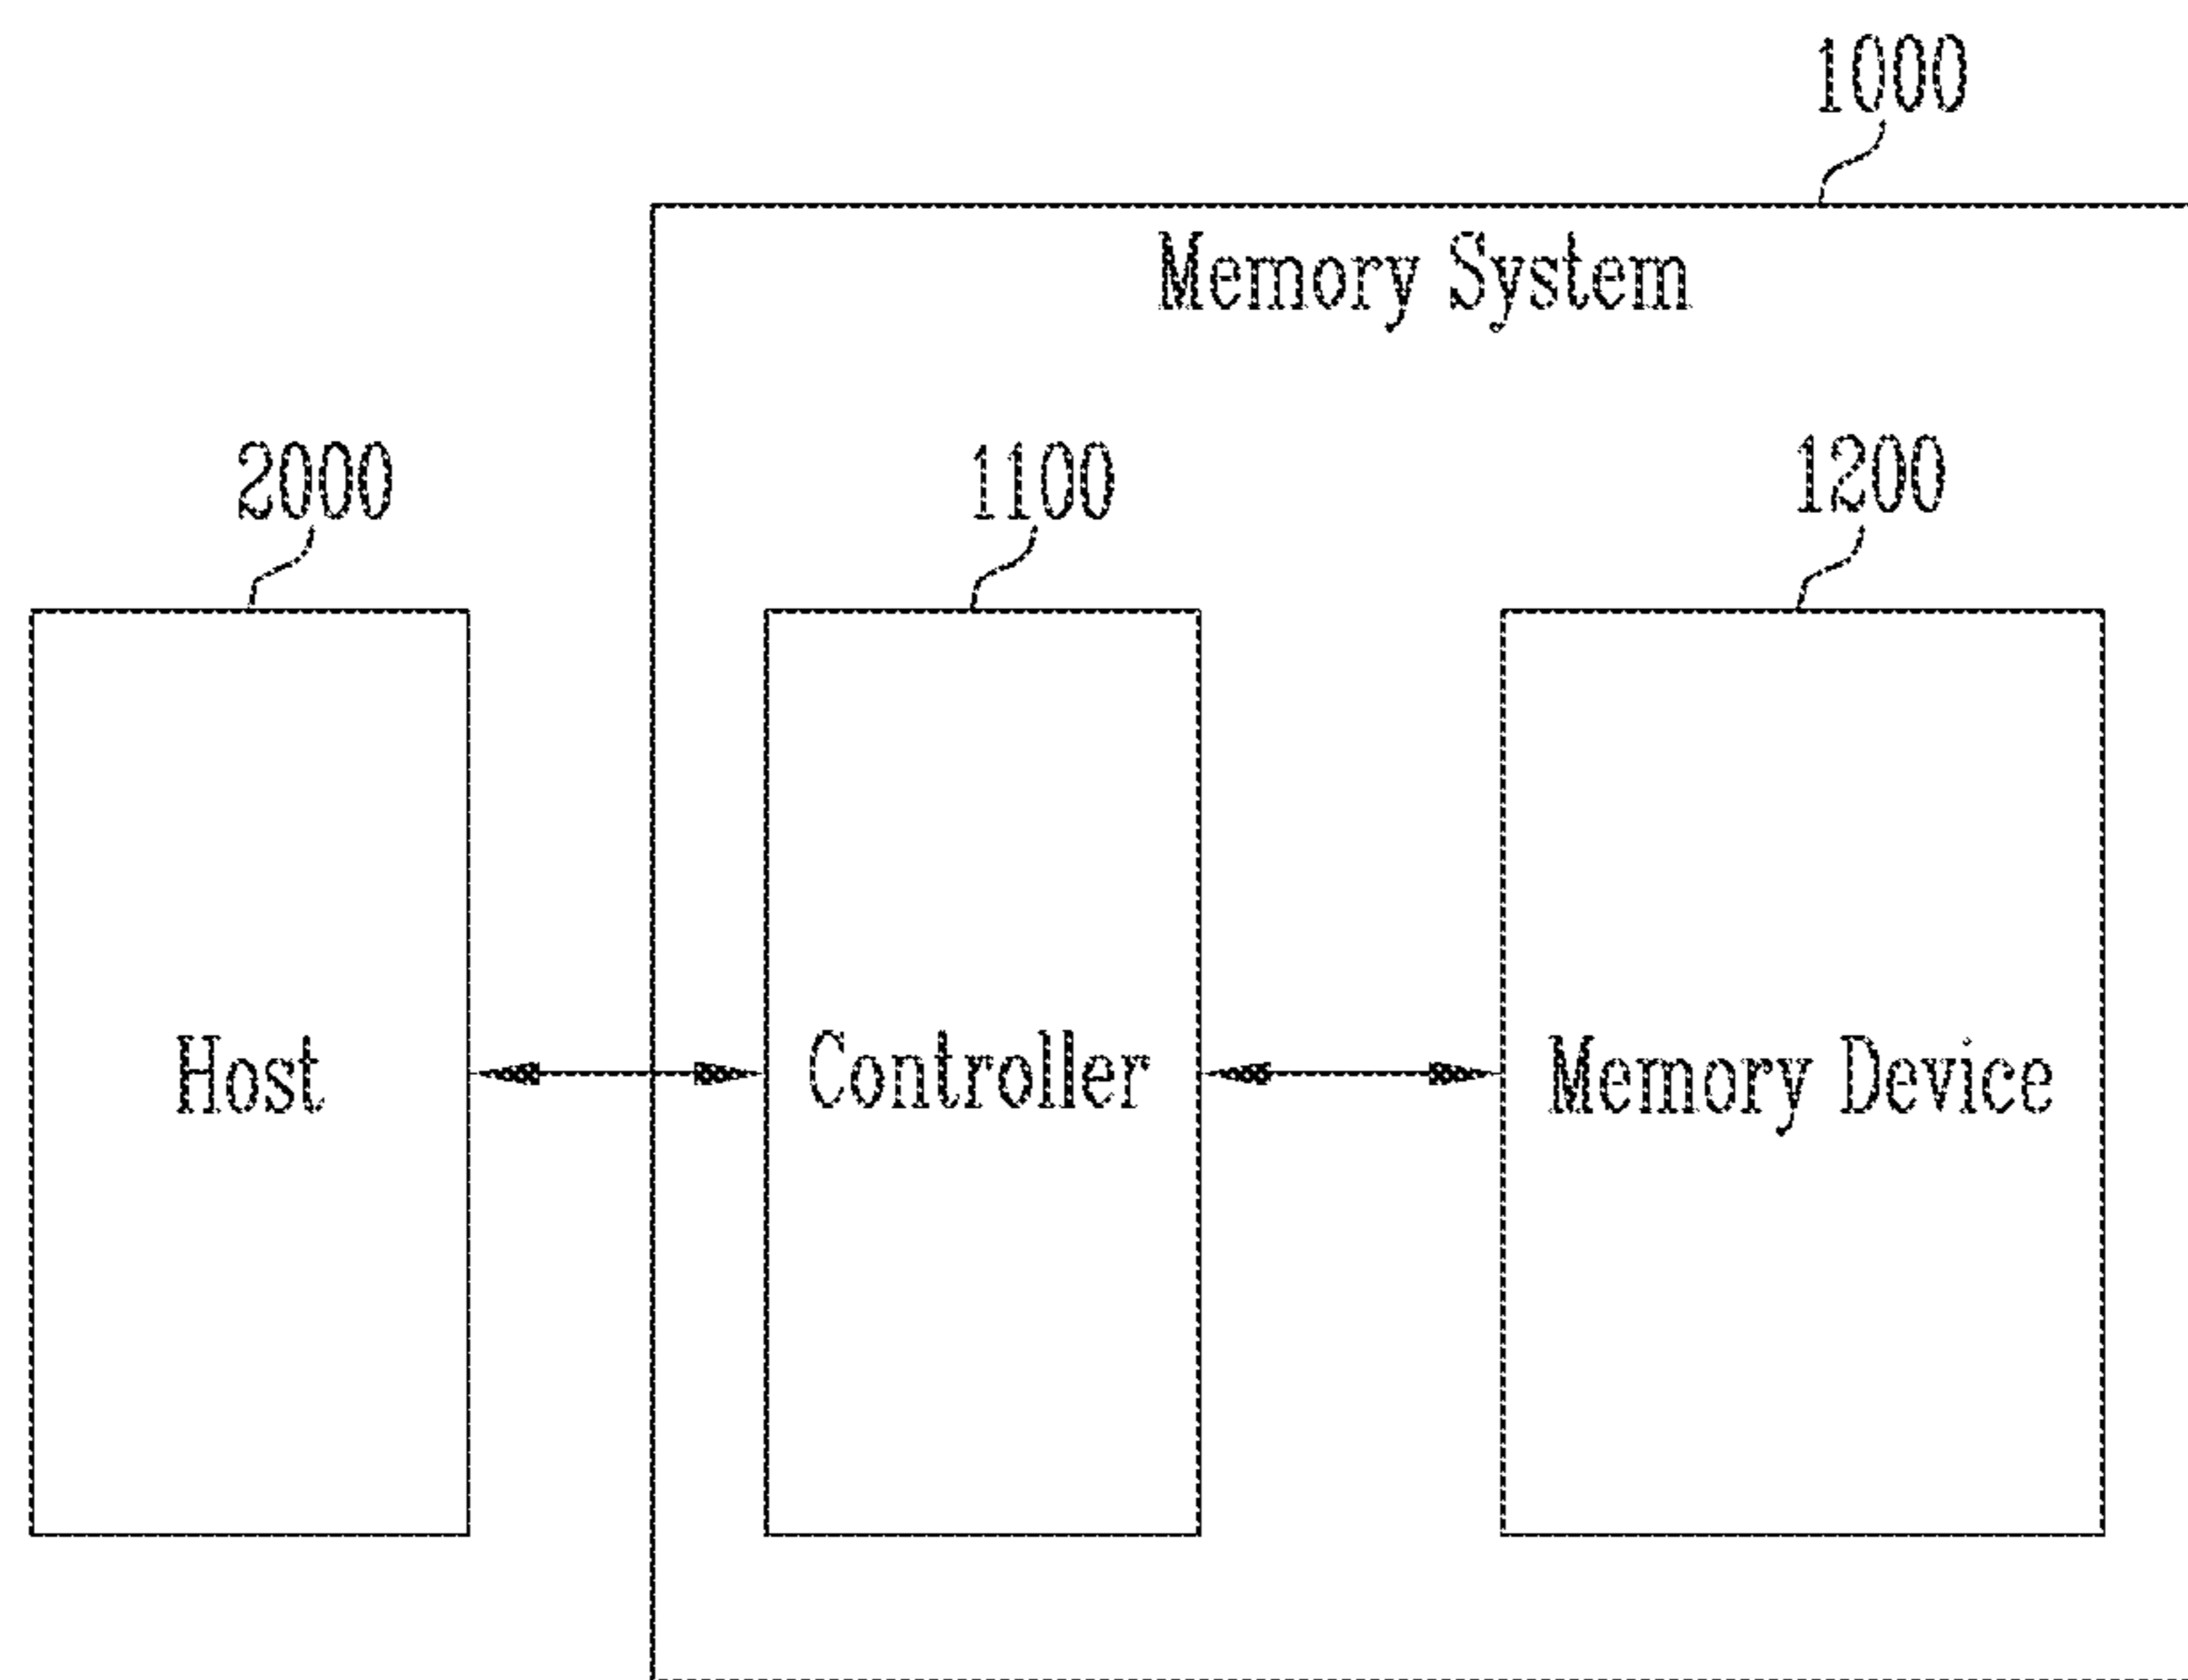 1000
Memory System
2000
1100
1200
Host
Controller
Memory Device